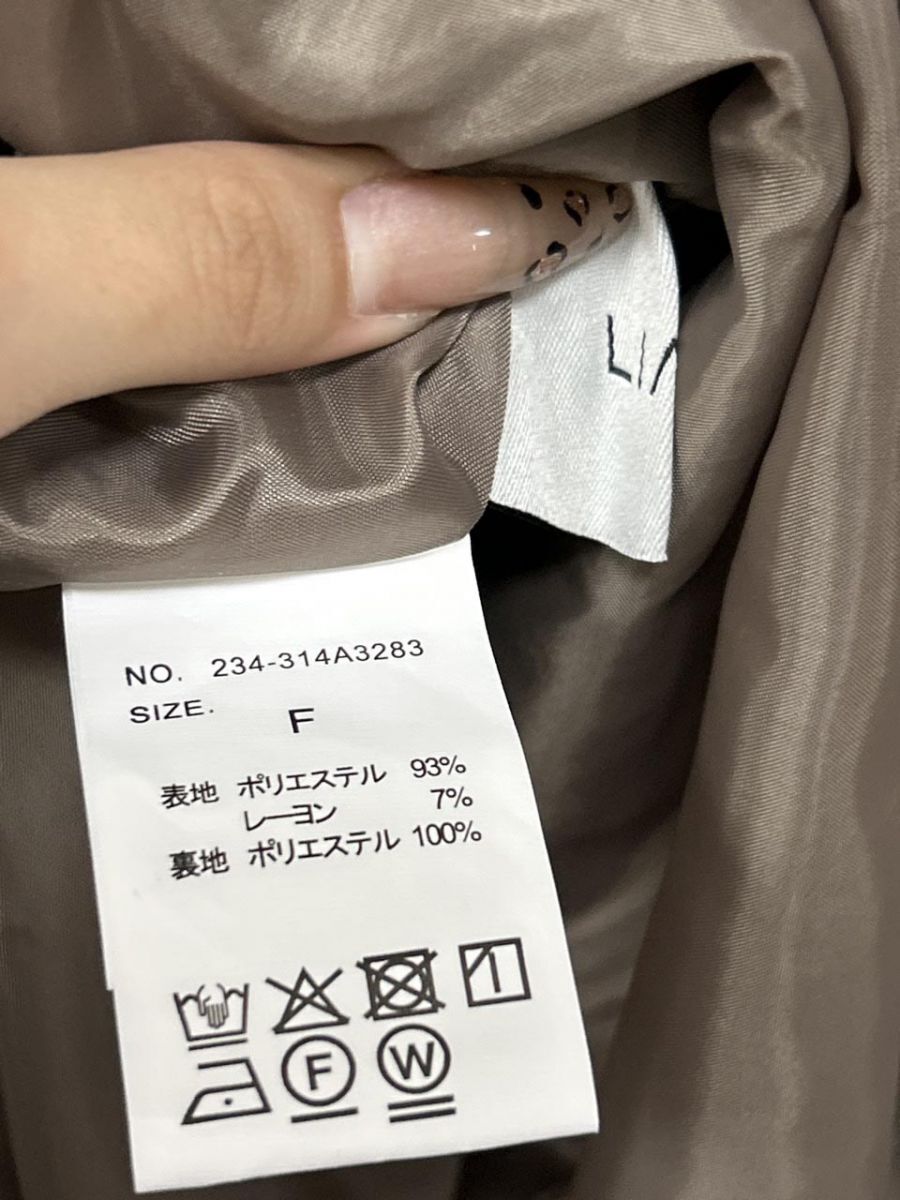 NO. 234-314A3283
SIZE.
F
表地 ポリエステル 93%
レーヨン 7%
裏地 ポリエステル 100%
F W